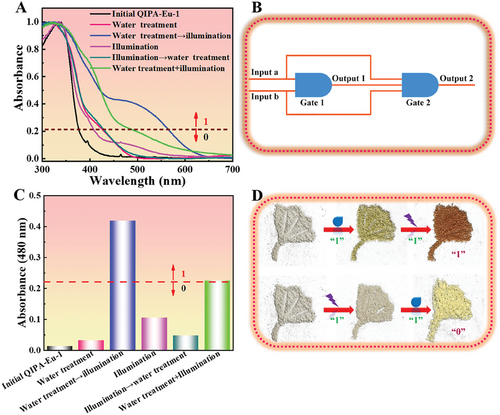 A
Initial QIPA-Eu-1
Water treatment
Water treatment→illumination
Illumination
Illumination→water treatment
Water treatment+illumination
Absorbance
1.0
0.8
0.6
0.4
0.2
0.0
1
0
300 400 500 600 700
Wavelength (nm)
B
Input a
Input b
Output 1
Output 2
Gate 1
Gate 2
C
Absorbance (480 nm)
0.5
0.4
0.3
0.2
0.1
0.0
1
0
Initial QIPA-Eu-1
Water treatment
Water treatment→illumination
Illumination
Illumination→water treatment
Water treatment+Illumination
D
“1” “1” “1”
“1” “1” “0”